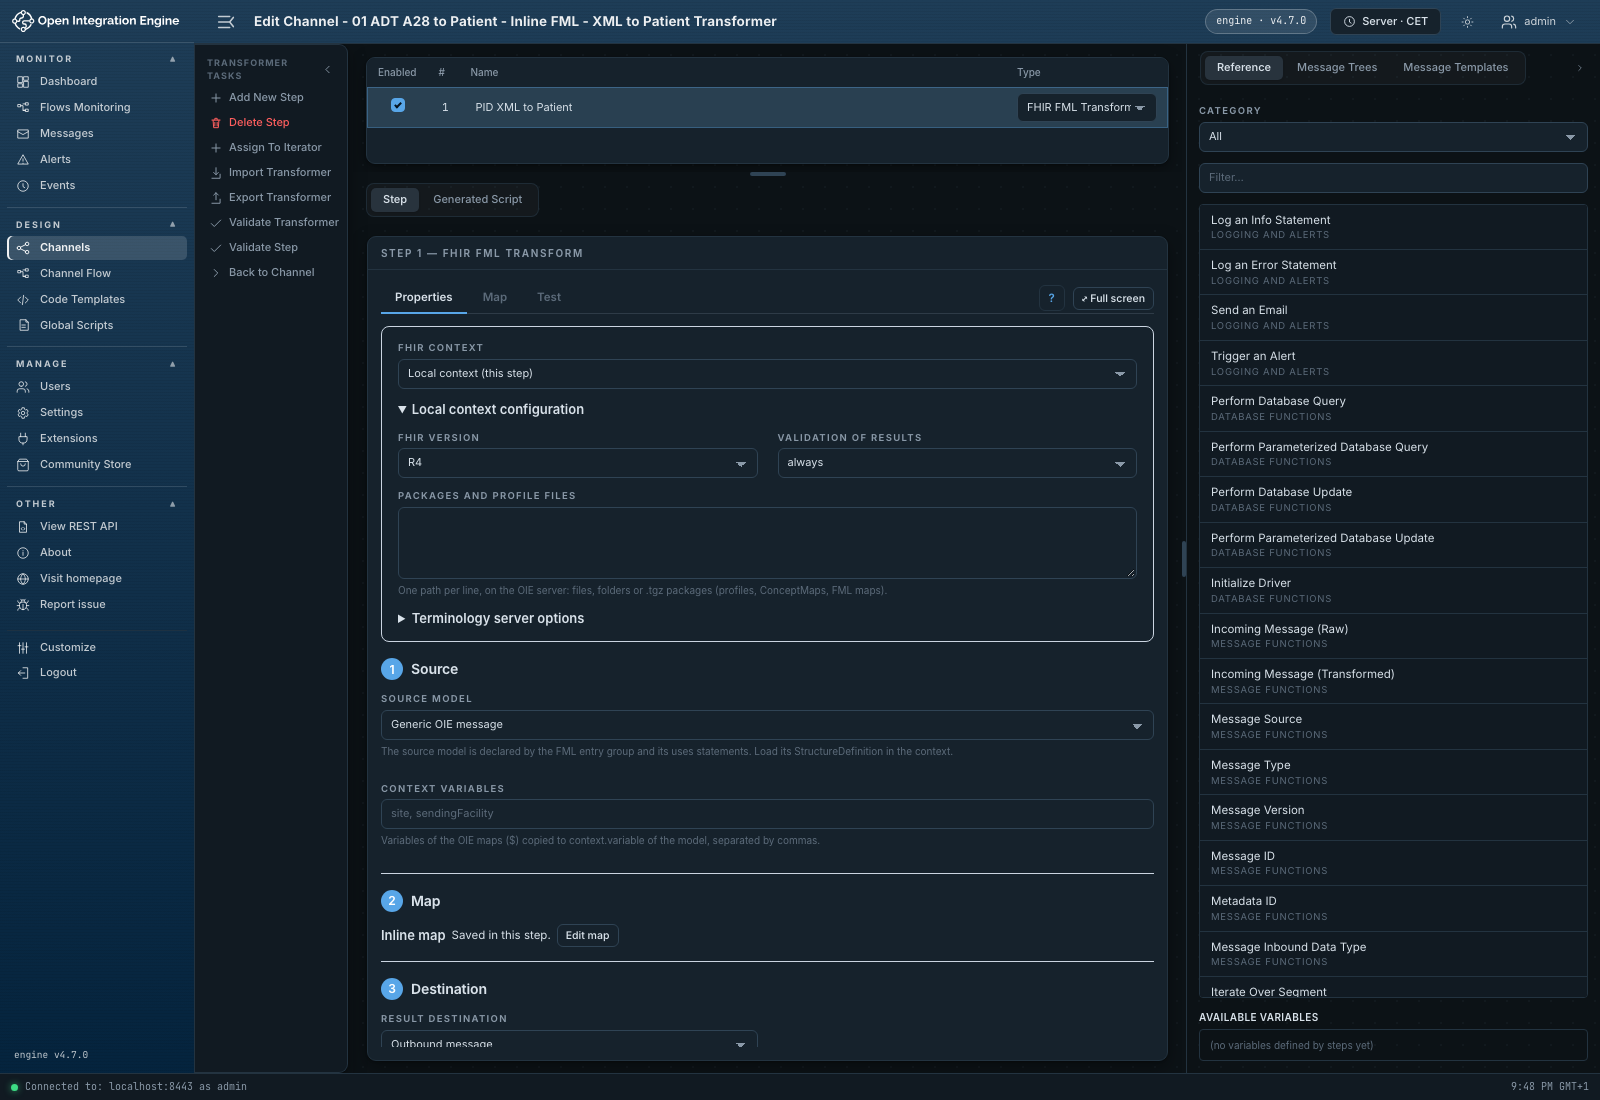 Open Integration Engine
Edit Channel - 01 ADT A28 to Patient - Inline FML - XML to Patient Transformer
engine · v4.7.0
Server · CET
admin
MONITOR
Dashboard
Flows Monitoring
Messages
Alerts
Events
DESIGN
Channels
Channel Flow
Code Templates
Global Scripts
MANAGE
Users
Settings
Extensions
Community Store
OTHER
View REST API
About
Visit homepage
Report issue
Customize
Logout
engine v4.7.0
TRANSFORMER
TASKS
Add New Step
Delete Step
Assign To Iterator
Import Transformer
Export Transformer
Validate Transformer
Validate Step
Back to Channel
Enabled # Name Type
1 PID XML to Patient FHIR FML Transform
Step Generated Script
STEP 1 — FHIR FML TRANSFORM
Properties Map Test
? Full screen
FHIR CONTEXT
Local context (this step)
Local context configuration
FHIR VERSION VALIDATION OF RESULTS
R4 always
PACKAGES AND PROFILE FILES
One path per line, on the OIE server: files, folders or .tgz packages (profiles, ConceptMaps, FML maps).
Terminology server options
1 Source
SOURCE MODEL
Generic OIE message
The source model is declared by the FML entry group and its uses statements. Load its StructureDefinition in the context.
CONTEXT VARIABLES
site, sendingFacility
Variables of the OIE maps ($) copied to context.variable of the model, separated by commas.
2 Map
Inline map Saved in this step. Edit map
3 Destination
RESULT DESTINATION
Outbound message
Reference Message Trees Message Templates
CATEGORY
All
Filter...
Log an Info Statement
LOGGING AND ALERTS
Log an Error Statement
LOGGING AND ALERTS
Send an Email
LOGGING AND ALERTS
Trigger an Alert
LOGGING AND ALERTS
Perform Database Query
DATABASE FUNCTIONS
Perform Parameterized Database Query
DATABASE FUNCTIONS
Perform Database Update
DATABASE FUNCTIONS
Perform Parameterized Database Update
DATABASE FUNCTIONS
Initialize Driver
DATABASE FUNCTIONS
Incoming Message (Raw)
MESSAGE FUNCTIONS
Incoming Message (Transformed)
MESSAGE FUNCTIONS
Message Source
MESSAGE FUNCTIONS
Message Type
MESSAGE FUNCTIONS
Message Version
MESSAGE FUNCTIONS
Message ID
MESSAGE FUNCTIONS
Metadata ID
MESSAGE FUNCTIONS
Message Inbound Data Type
MESSAGE FUNCTIONS
Iterate Over Segment
AVAILABLE VARIABLES
(no variables defined by steps yet)
Connected to: localhost:8443 as admin
9:48 PM GMT+1